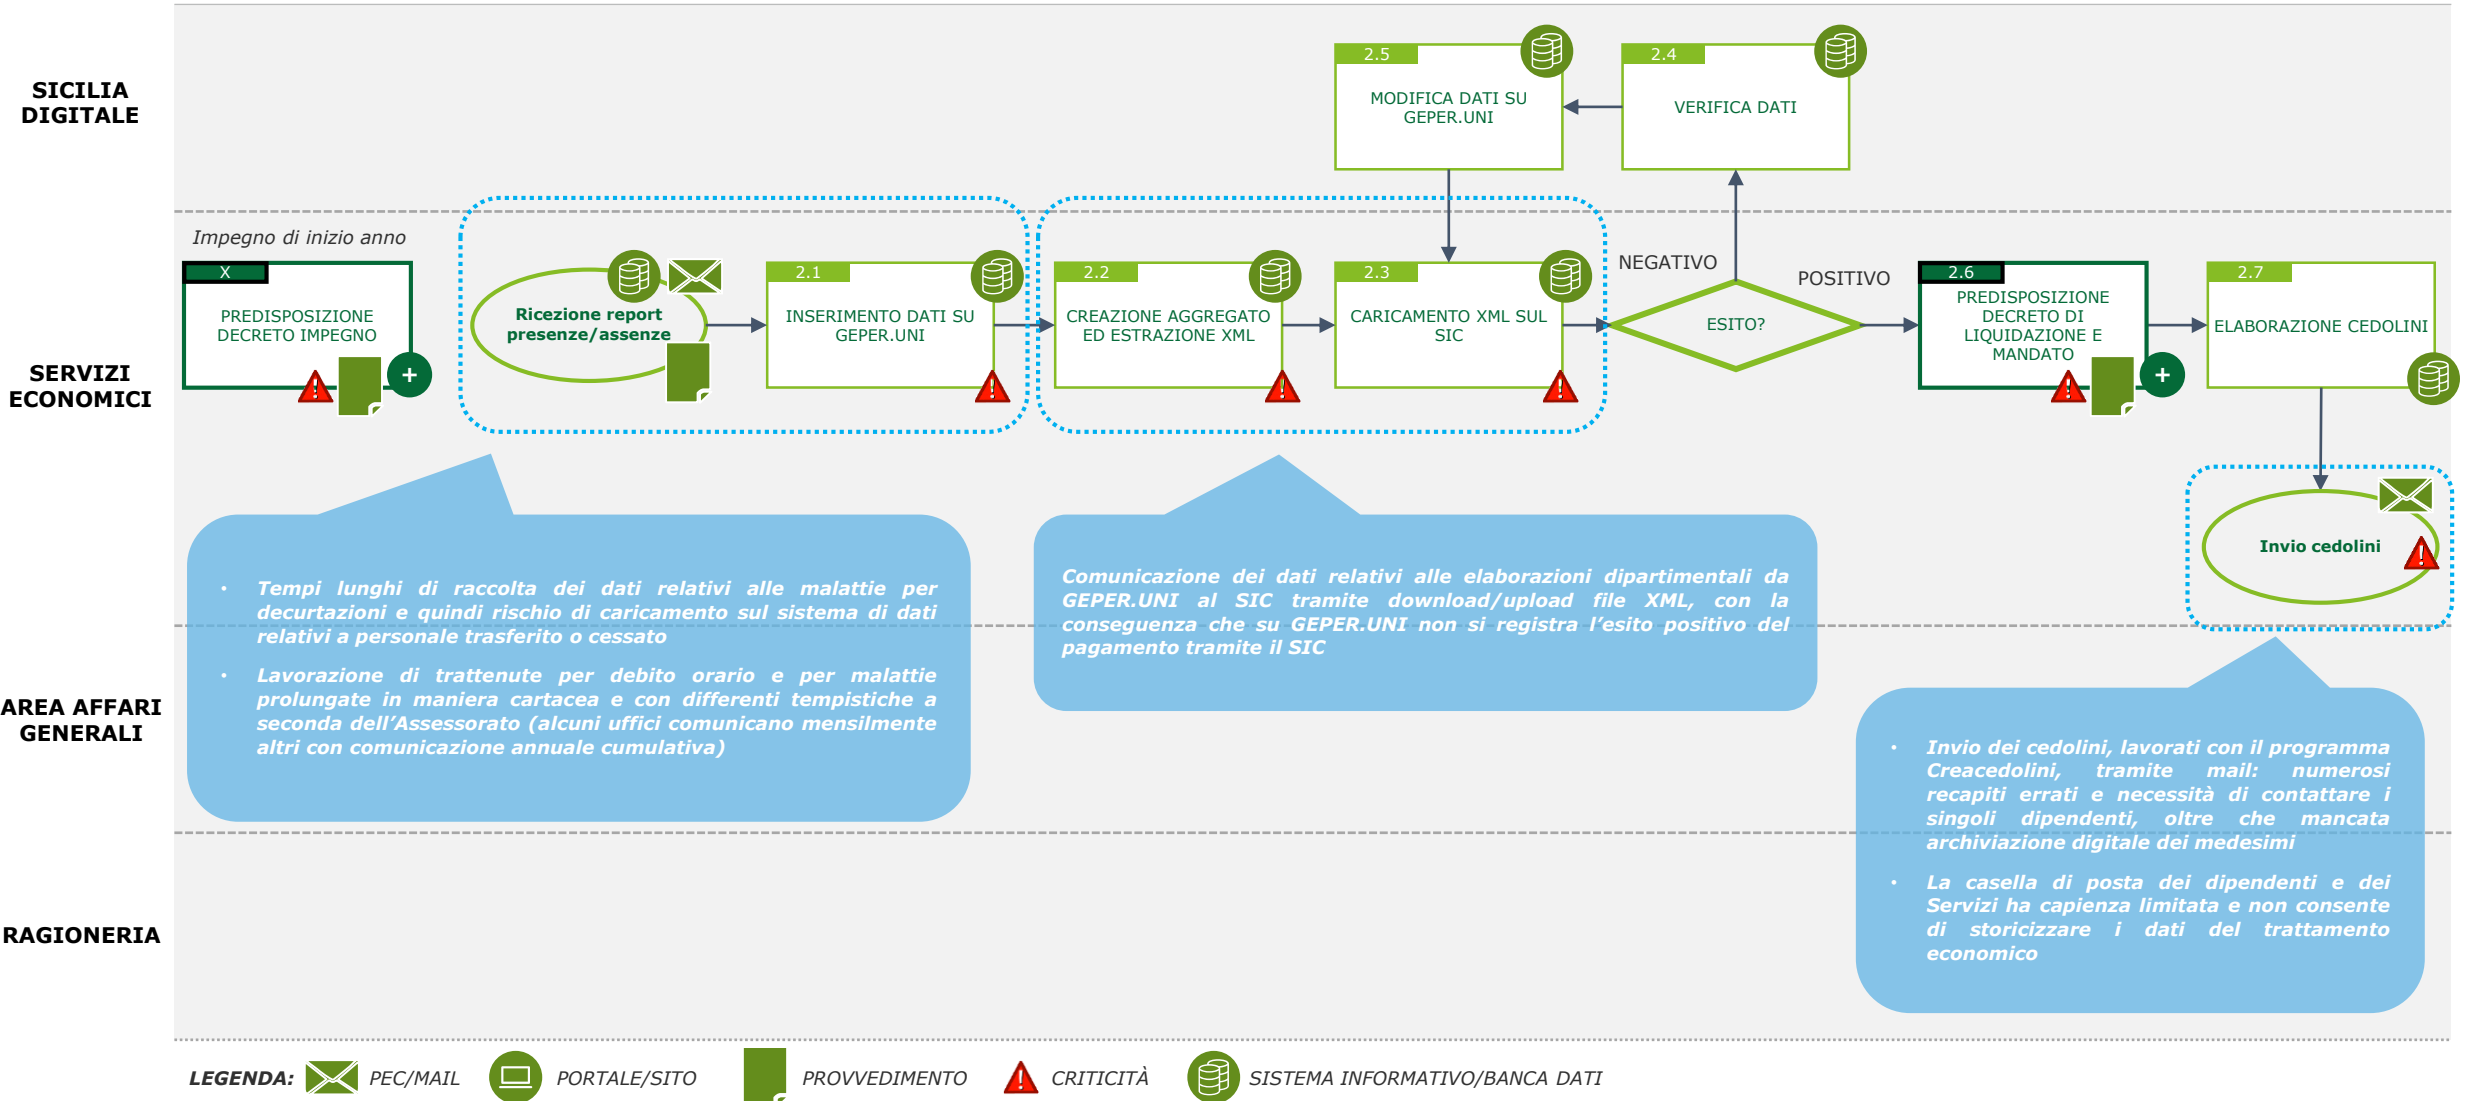 SICILIA
DIGITALE
2.5
MODIFICA DATI SU
GEPER.UNI
2.4
VERIFICA DATI
SERVIZI
ECONOMICI
Impegno di inizio anno
X
PREDISPOSIZIONE
DECRETO IMPEGNO
+
Ricezione report
presenze/assenze
2.1
INSERIMENTO DATI SU
GEPER.UNI
2.2
CREAZIONE AGGREGATO
ED ESTRAZIONE XML
2.3
CARICAMENTO XML SUL
SIC
NEGATIVO
ESITO?
POSITIVO
2.6
PREDISPOSIZIONE
DECRETO DI
LIQUIDAZIONE E
MANDATO
+
2.7
ELABORAZIONE CEDOLINI
Invio cedolini
• Tempi lunghi di raccolta dei dati relativi alle malattie per
decurtazioni e quindi rischio di caricamento sul sistema di dati
relativi a personale trasferito o cessato
• Lavorazione di trattenute per debito orario e per malattie
prolungate in maniera cartacea e con differenti tempistiche a
seconda dell’Assessorato (alcuni uffici comunicano mensilmente
altri con comunicazione annuale cumulativa)
Comunicazione dei dati relativi alle elaborazioni dipartimentali da
GEPER.UNI al SIC tramite download/upload file XML, con la
conseguenza che su GEPER.UNI non si registra l’esito positivo del
pagamento tramite il SIC
AREA AFFARI
GENERALI
• Invio dei cedolini, lavorati con il programma
Creacedolini, tramite mail: numerosi
recapiti errati e necessità di contattare i
singoli dipendenti, oltre che mancata
archiviazione digitale dei medesimi
• La casella di posta dei dipendenti e dei
Servizi ha capienza limitata e non consente
di storicizzare i dati del trattamento
economico
RAGIONERIA
LEGENDA: PEC/MAIL PORTALE/SITO PROVVEDIMENTO CRITICITÀ SISTEMA INFORMATIVO/BANCA DATI